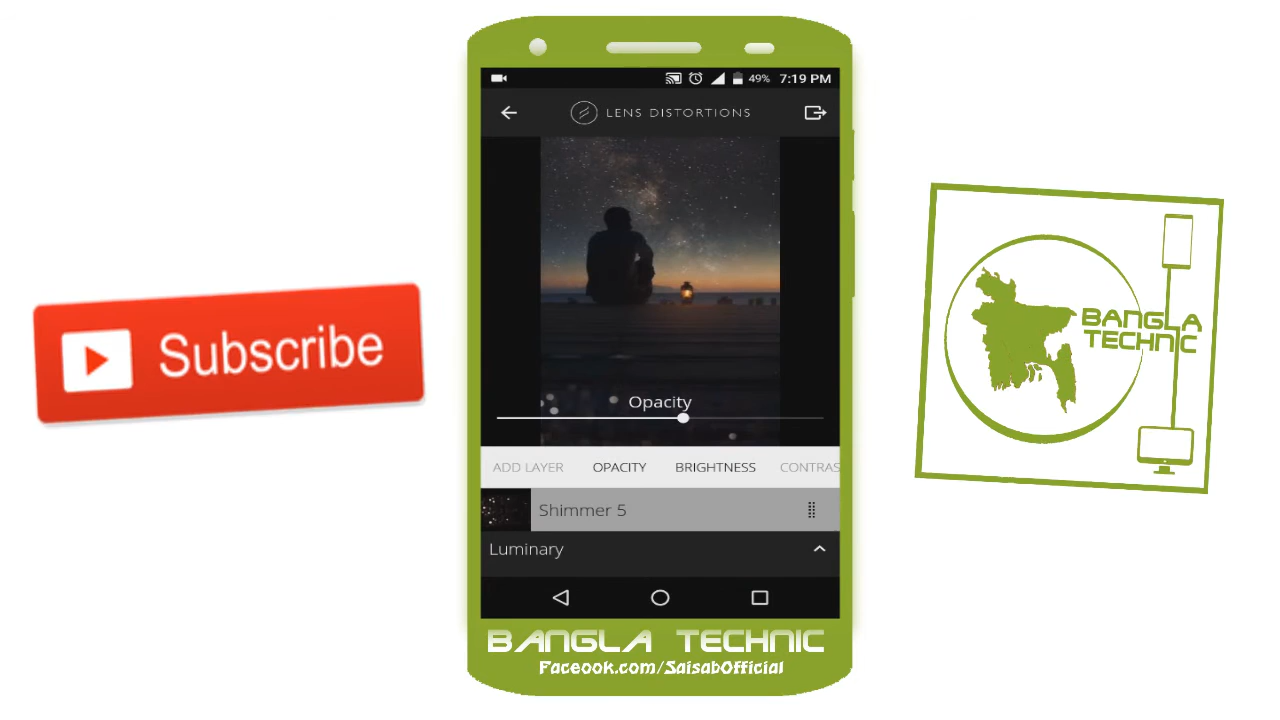 Subscribe
49% 7:19 PM
LENS DISTORTIONS
Opacity
ADD LAYER OPACITY BRIGHTNESS CONTRAS
Shimmer 5
Luminary
BANGLA TECHNIC
Faceook.com/SaisabOfficial
BANGLA
TECHNIC